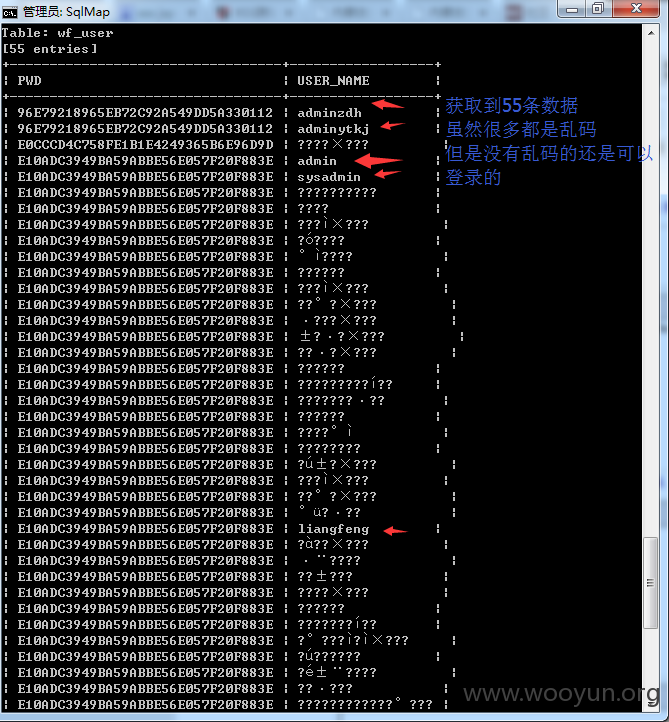 管理员: SqlMap
Table: wf_user
[55 entries]
PWD | USER_NAME
96E79218965EB72C92A549DD5A330112 | adminzdh
获取到55条数据
96E79218965EB72C92A549DD5A330112 | adminytkj
虽然很多都是乱码
E0CCCD4C758FE1B1E4249365B6E96D9D | ????×???
但是没有乱码的还是可以
E10ADC3949BA59ABBE56E057F20F883E | admin
E10ADC3949BA59ABBE56E057F20F883E | sysadmin
登录的
E10ADC3949BA59ABBE56E057F20F883E | ??????????
E10ADC3949BA59ABBE56E057F20F883E | ????
E10ADC3949BA59ABBE56E057F20F883E | ???ì×???
E10ADC3949BA59ABBE56E057F20F883E | ?ó????
E10ADC3949BA59ABBE56E057F20F883E | °ì????
E10ADC3949BA59ABBE56E057F20F883E | ??????
E10ADC3949BA59ABBE56E057F20F883E | ???ì×???
E10ADC3949BA59ABBE56E057F20F883E | ??°?×???
E10ADC3949BA59ABBE56E057F20F883E | ·???×???
E10ADC3949BA59ABBE56E057F20F883E | ±?·?×???
E10ADC3949BA59ABBE56E057F20F883E | ??·?×???
E10ADC3949BA59ABBE56E057F20F883E | ??????
E10ADC3949BA59ABBE56E057F20F883E | ?????????í??
E10ADC3949BA59ABBE56E057F20F883E | ???????·??
E10ADC3949BA59ABBE56E057F20F883E | ??????
E10ADC3949BA59ABBE56E057F20F883E | ????°ì
E10ADC3949BA59ABBE56E057F20F883E | ????????
E10ADC3949BA59ABBE56E057F20F883E | ?ú±?×???
E10ADC3949BA59ABBE56E057F20F883E | ???ì×???
E10ADC3949BA59ABBE56E057F20F883E | ??°?×???
E10ADC3949BA59ABBE56E057F20F883E | °ü?·??
E10ADC3949BA59ABBE56E057F20F883E | liangfeng
E10ADC3949BA59ABBE56E057F20F883E | ?à??×???
E10ADC3949BA59ABBE56E057F20F883E | ·¨????
E10ADC3949BA59ABBE56E057F20F883E | ??±???
E10ADC3949BA59ABBE56E057F20F883E | ????×???
E10ADC3949BA59ABBE56E057F20F883E | ??????
E10ADC3949BA59ABBE56E057F20F883E | ???????í??
E10ADC3949BA59ABBE56E057F20F883E | ?°???ì?ì×???
E10ADC3949BA59ABBE56E057F20F883E | ?ú??????
E10ADC3949BA59ABBE56E057F20F883E | ?é±¨????
E10ADC3949BA59ABBE56E057F20F883E | ??·???
E10ADC3949BA59ABBE56E057F20F883E | ????????????°???
www.wooyun.org